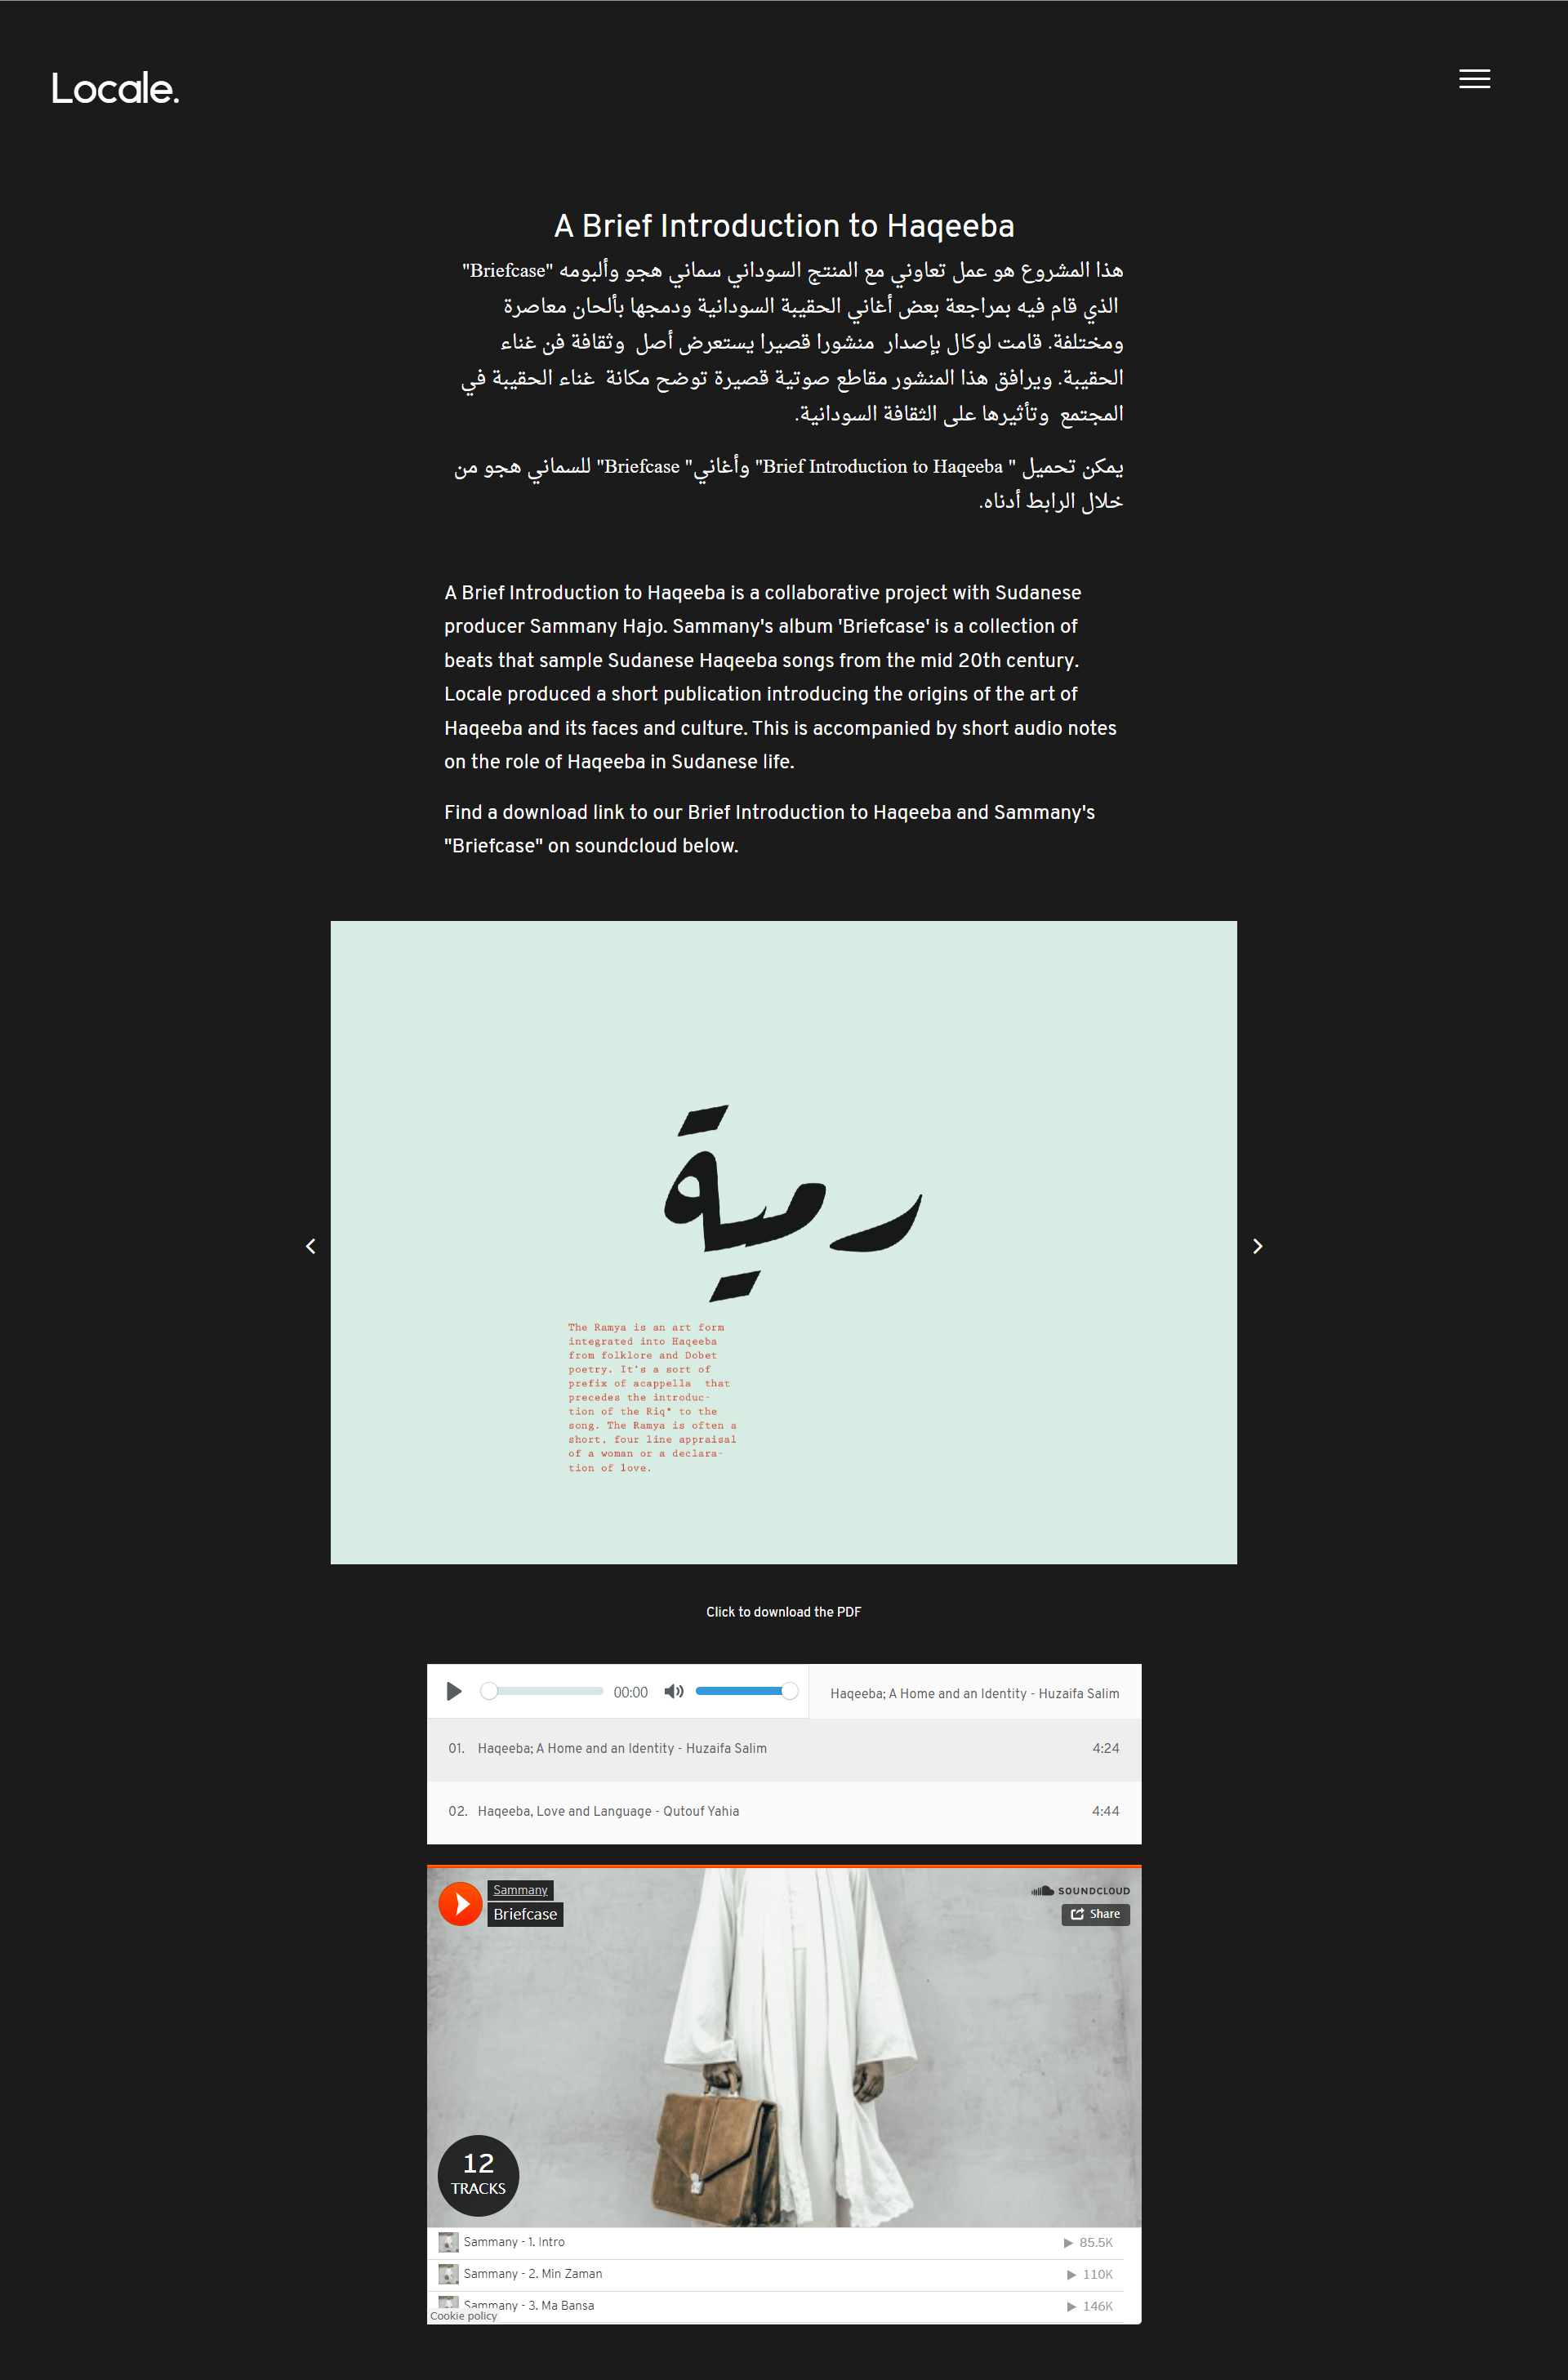 Locale.
A Brief Introduction to Haqeeba
هذا المشروع هو عمل تعاوني مع المنتج السوداني سماني هجو وألبومه "Briefcase"
الذي قام فيه بمراجعة بعض أغاني الحقيبة السودانية ودمجها بألحان معاصرة
ومختلفة. قامت لوكال بإصدار  منشورا قصيرا يستعرض أصل  وثقافة فن غناء
الحقيبة. ويرافق هذا المنشور مقاطع صوتية قصيرة توضح مكانة  غناء الحقيبة في
المجتمع  وتأثيرها على الثقافة السودانية.
يمكن تحميل " Brief Introduction to Haqeeba" وأغاني" Briefcase" للسماني هجو من
خلال الرابط أدناه.
A Brief Introduction to Haqeeba is a collaborative project with Sudanese
producer Sammany Hajo. Sammany's album 'Briefcase' is a collection of
beats that sample Sudanese Haqeeba songs from the mid 20th century.
Locale produced a short publication introducing the origins of the art of
Haqeeba and its faces and culture. This is accompanied by short audio notes
on the role of Haqeeba in Sudanese life.
Find a download link to our Brief Introduction to Haqeeba and Sammany's
"Briefcase" on soundcloud below.
رمية
The Ramya is an art form
integrated into Haqeeba
from folklore and Dobet
poetry. It's a sort of
prefix of acappella  that
precedes the introduc-
tion of the Riq* to the
song. The Ramya is often a
short, four line appraisal
of a woman or a declara-
tion of love.
Click to download the PDF
00:00
Haqeeba; A Home and an Identity - Huzaifa Salim
01. Haqeeba; A Home and an Identity - Huzaifa Salim 4:24
02. Haqeeba, Love and Language - Qutouf Yahia 4:44
Sammany
Briefcase
SOUNDCLOUD
Share
12
TRACKS
Sammany - 1. Intro 85.5K
Sammany - 2. Min Zaman 110K
Sammany - 3. Ma Bansa 146K
Cookie policy